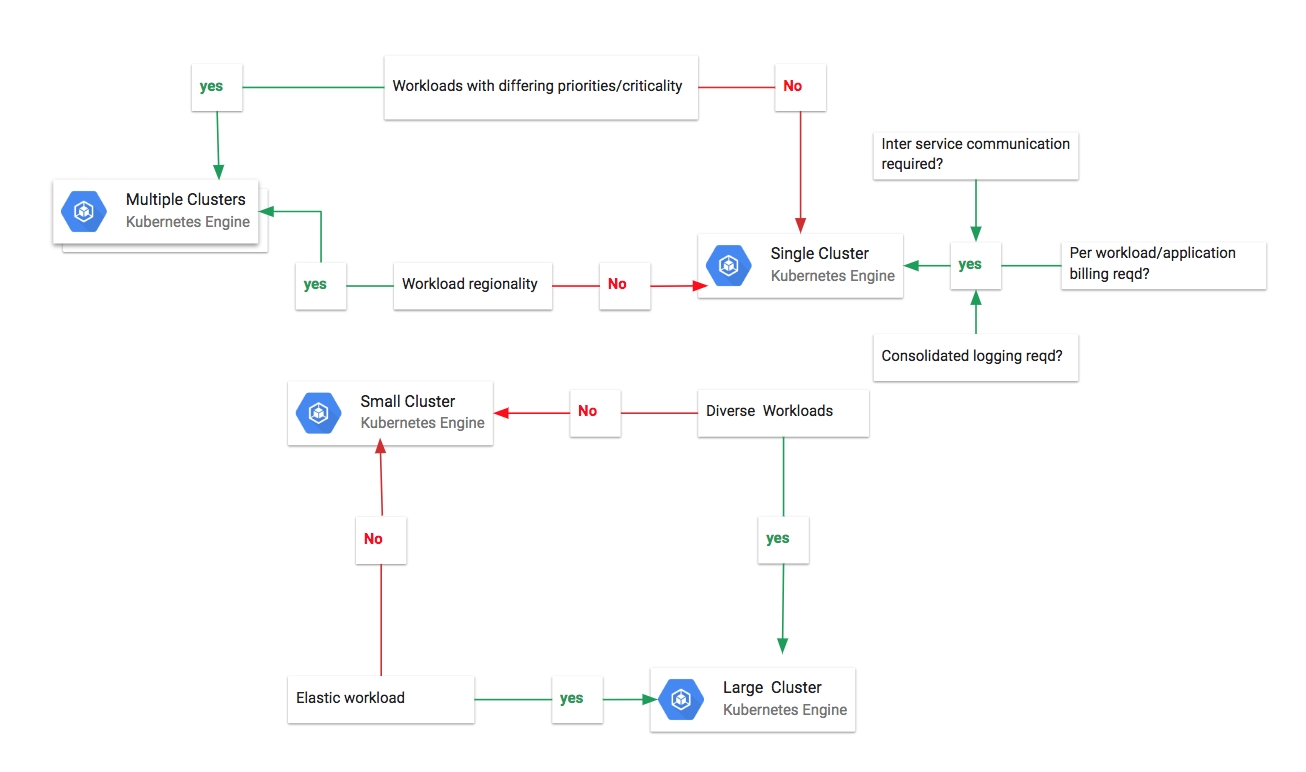 Workloads with differing priorities/criticality
yes
No
Inter service communication
required?
Multiple Clusters
Kubernetes Engine
Single Cluster
Kubernetes Engine
yes
Per workload/application
billing reqd?
yes
Workload regionality
No
Consolidated logging reqd?
Small Cluster
Kubernetes Engine
No
Diverse  Workloads
No
yes
Elastic workload
yes
Large  Cluster
Kubernetes Engine